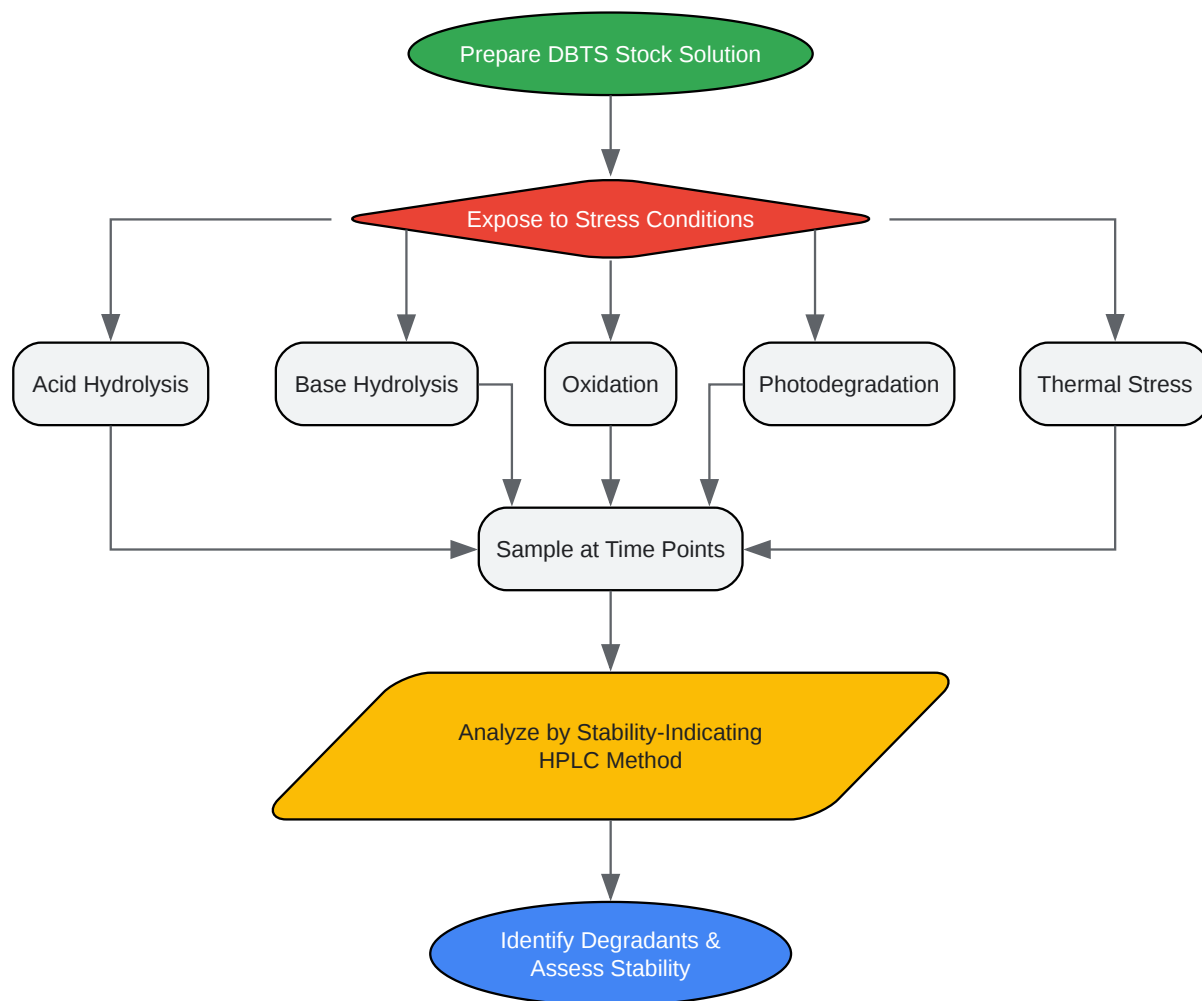 Prepare DBTS Stock Solution
Expose to Stress Conditions
Acid Hydrolysis
Base Hydrolysis
Oxidation
Photodegradation
Thermal Stress
Sample at Time Points
Analyze by Stability-Indicating
HPLC Method
Identify Degradants &
Assess Stability